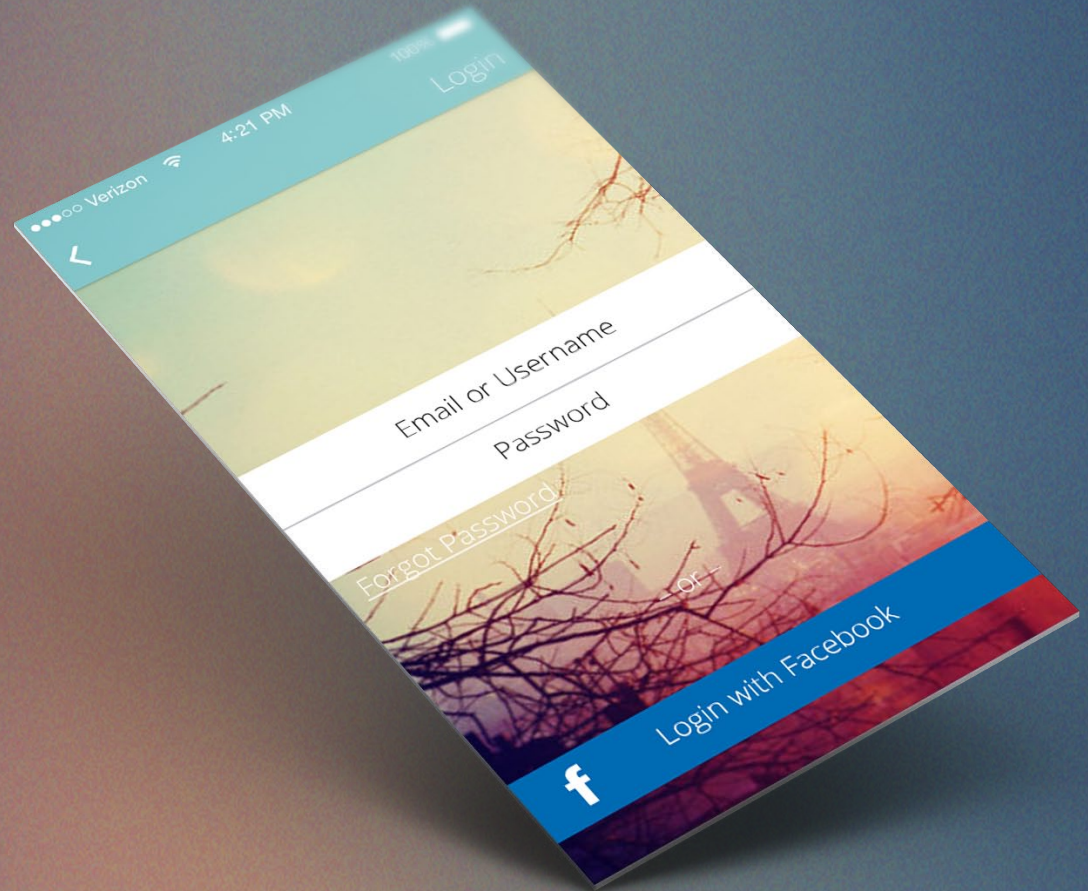 Verizon 4:21 PM 100%
Login
Email or Username
Password
Forgot Password
- or -
f Login with Facebook